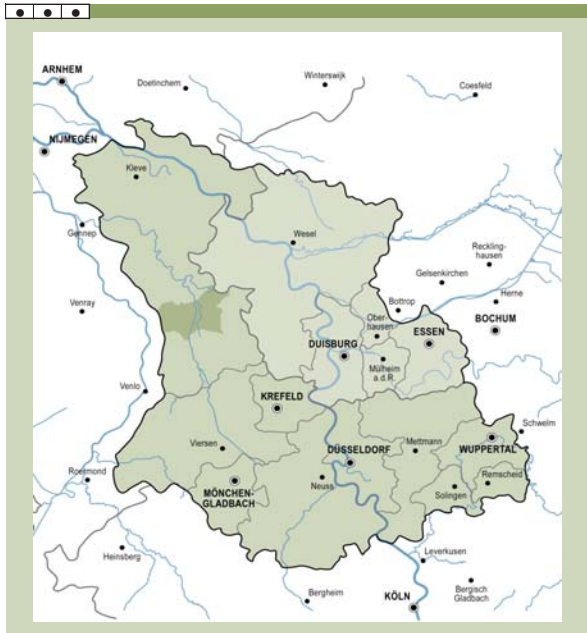 ARNHEM
Doetinchem
Winterswijk
Coesfeld
NIJMEGEN
Kleve
Gennep
Wesel
Reckling-
hausen
Gelsenkirchen
Venray
Bottrop
Herne
Ober-
hausen
ESSEN
BOCHUM
DUISBURG
Mülheim
a.d.R.
Venlo
KREFELD
Schwelm
Viersen
Mettmann
WUPPERTAL
DÜSSELDORF
Roermond
MÖNCHEN-
GLADBACH
Neuss
Remscheid
Solingen
Heinsberg
Leverkusen
Bergheim
KÖLN
Bergisch
Gladbach